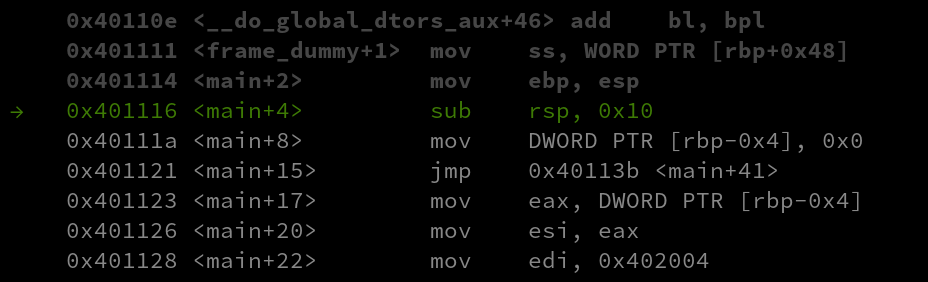 0x40110e <__do_global_dtors_aux+46> add bl, bpl
0x401111 <frame_dummy+1> mov ss, WORD PTR [rbp+0x48]
0x401114 <main+2> mov ebp, esp
→ 0x401116 <main+4> sub rsp, 0x10
0x40111a <main+8> mov DWORD PTR [rbp-0x4], 0x0
0x401121 <main+15> jmp 0x40113b <main+41>
0x401123 <main+17> mov eax, DWORD PTR [rbp-0x4]
0x401126 <main+20> mov esi, eax
0x401128 <main+22> mov edi, 0x402004